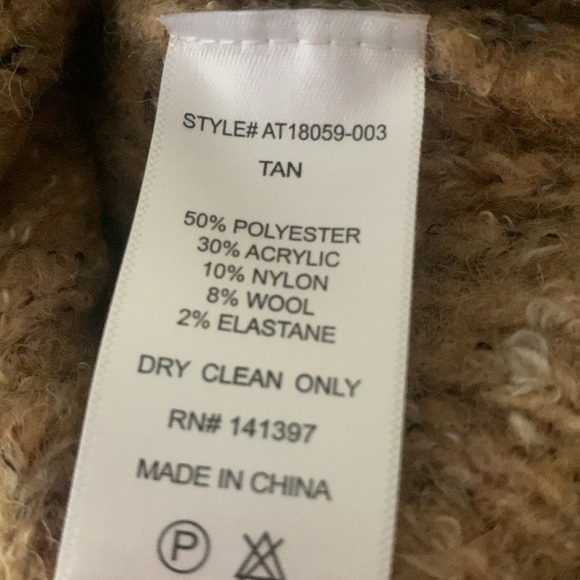 STYLE# AT18059-003
TAN
50% POLYESTER
30% ACRYLIC
10% NYLON
8% WOOL
2% ELASTANE
DRY CLEAN ONLY
RN# 141397
MADE IN CHINA
P